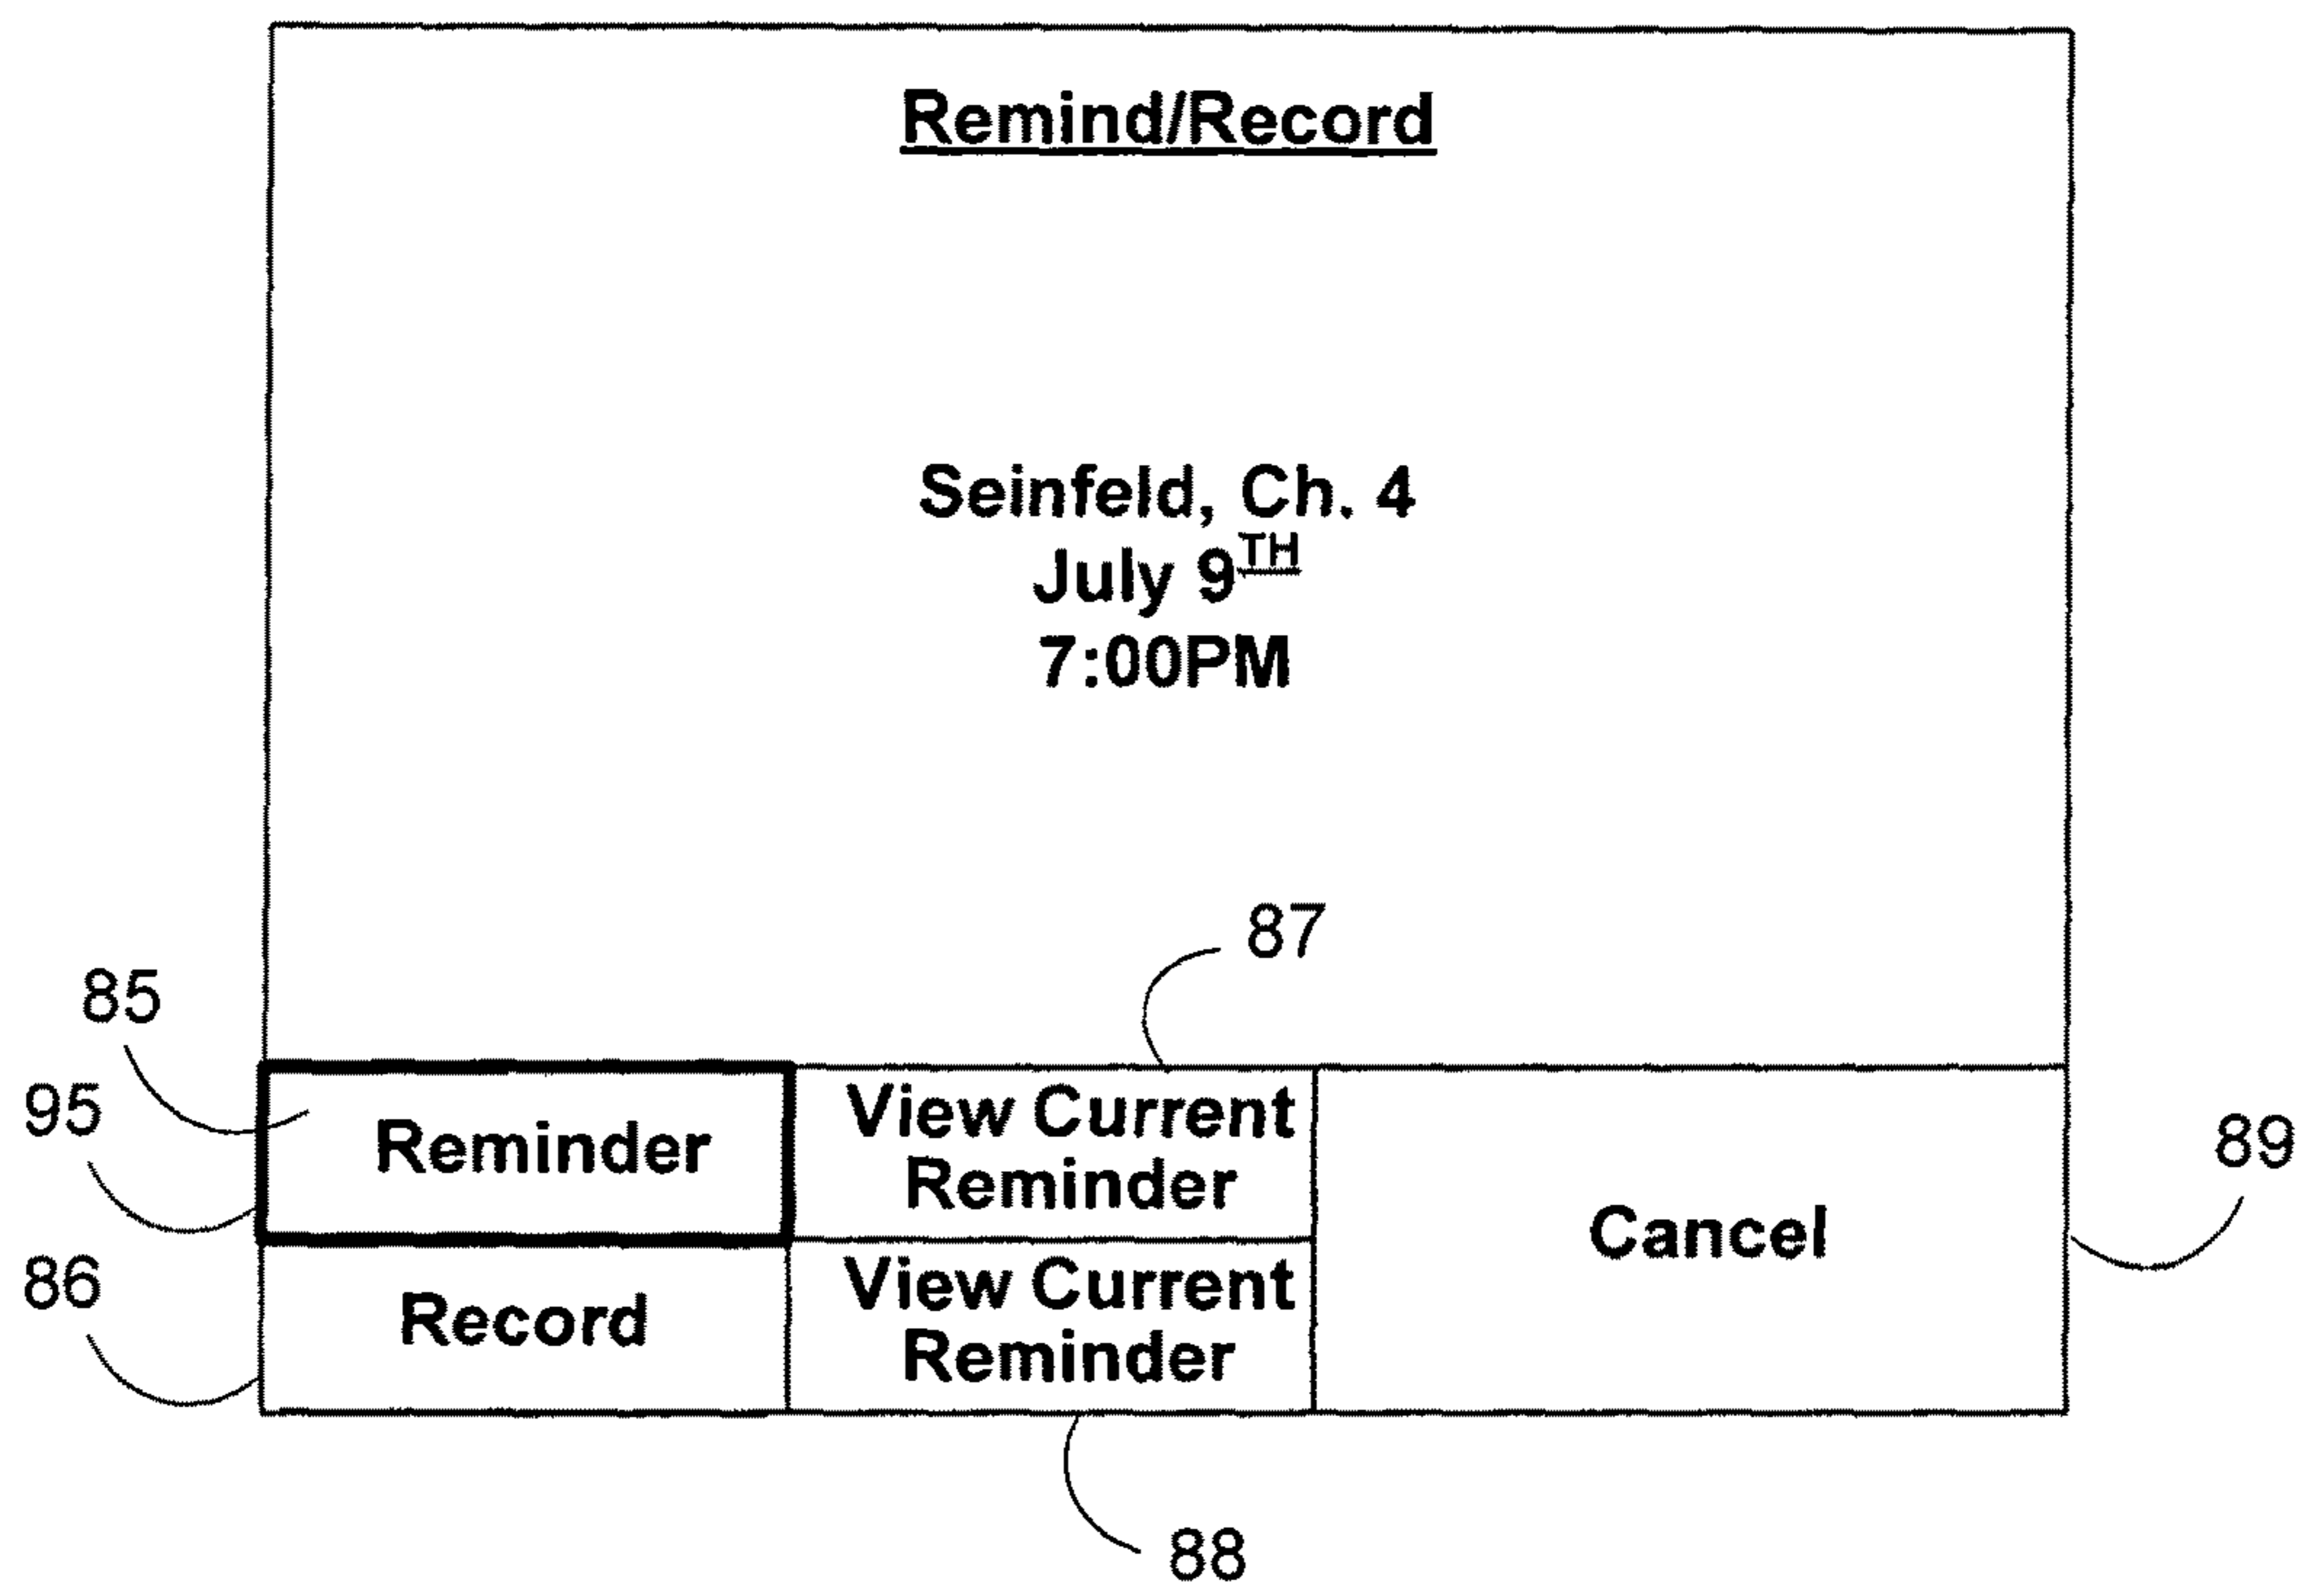 Remind/Record
Seinfeld, Ch. 4
July 9TH
7:00PM
87
85
95
86
Reminder
View Current
Reminder
Cancel
89
Record
View Current
Reminder
88